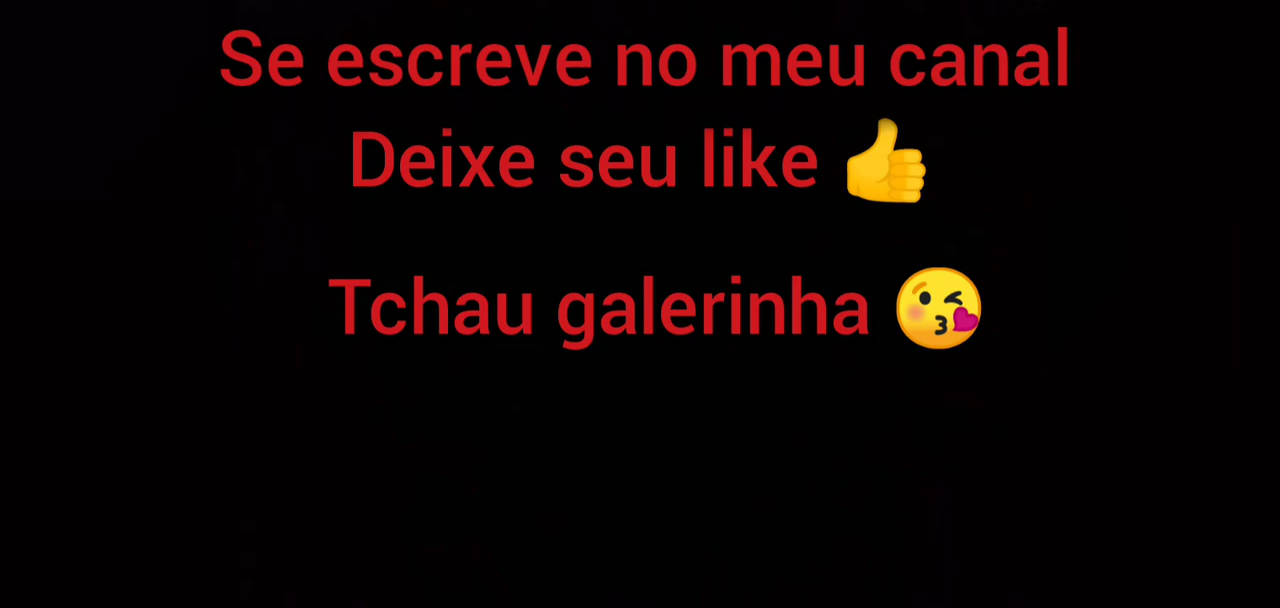 Se escreve no meu canal
Deixe seu like 👍
Tchau galerinha 😘